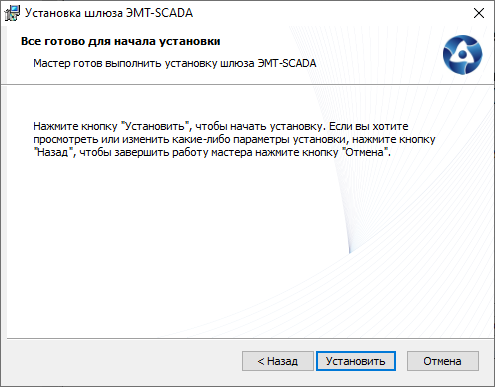 Установка шлюза ЭМТ-SCADA
Все готово для начала установки
Мастер готов выполнить установку шлюза ЭМТ-SCADA
Нажмите кнопку "Установить", чтобы начать установку. Если вы хотите
просмотреть или изменить какие-либо параметры установки, нажмите кнопку
"Назад", чтобы завершить работу мастера нажмите кнопку "Отмена".
< Назад
Установить
Отмена